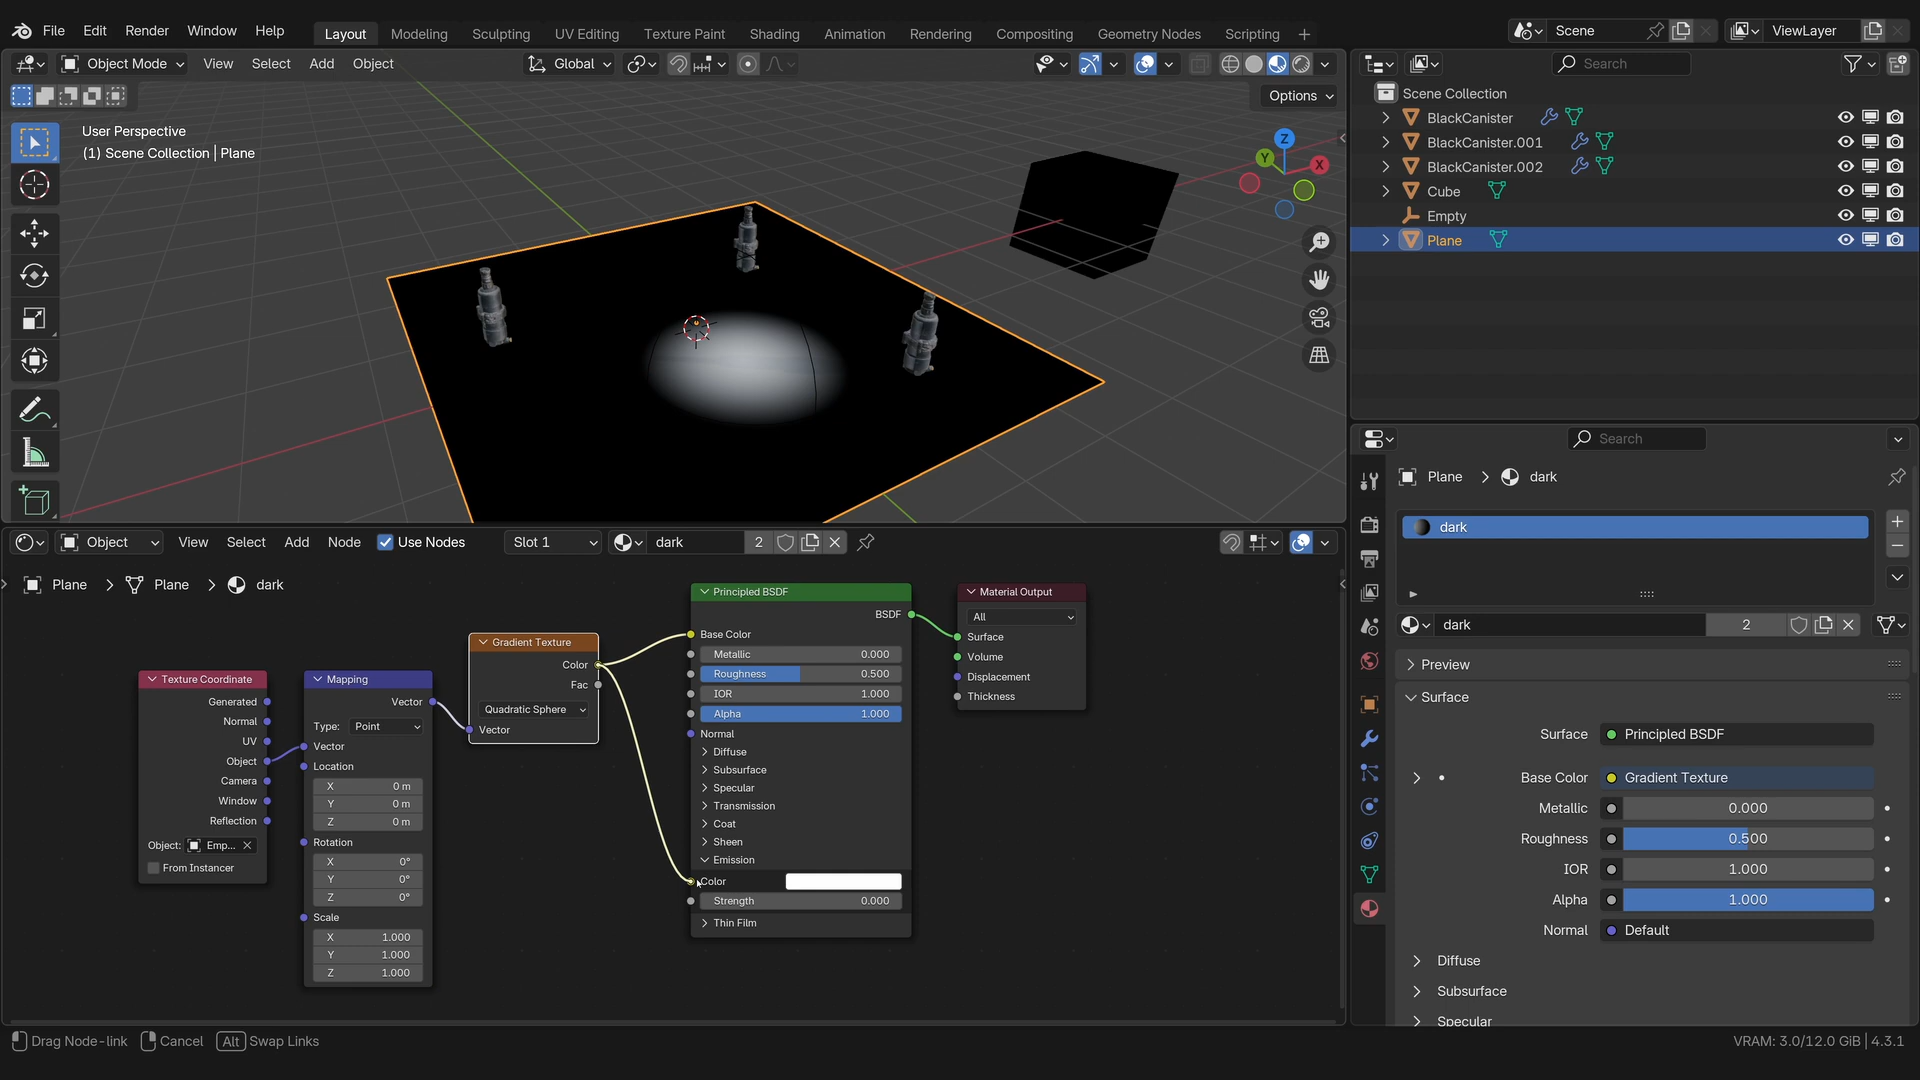 File Edit Render Window Help Layout Modeling Sculpting UV Editing Texture Paint Shading Animation Rendering Compositing Geometry Nodes Scripting + Scene ViewLayer
Object Mode View Select Add Object Global Search
Options
User Perspective
(1) Scene Collection | Plane
Z
Y
X
Scene Collection
BlackCanister
BlackCanister.001
BlackCanister.002
Cube
Empty
Plane
Object View Select Add Node Use Nodes Slot 1 dark 2
Plane > Plane > dark
Texture Coordinate
Generated
Normal
UV
Object
Camera
Window
Reflection
Object: Emp...
From Instancer
Mapping
Vector
Type: Point
Vector
Location
X 0 m
Y 0 m
Z 0 m
Rotation
X 0°
Y 0°
Z 0°
Scale
X 1.000
Y 1.000
Z 1.000
Gradient Texture
Color
Fac
Quadratic Sphere
Vector
Principled BSDF
BSDF
Base Color
Metallic 0.000
Roughness 0.500
IOR 1.000
Alpha 1.000
Normal
Diffuse
Subsurface
Specular
Transmission
Coat
Sheen
Emission
Color
Strength 0.000
Thin Film
Material Output
All
Surface
Volume
Displacement
Thickness
Search
Plane > dark
dark
dark 2
Preview
Surface
Surface Principled BSDF
Base Color Gradient Texture
Metallic 0.000
Roughness 0.500
IOR 1.000
Alpha 1.000
Normal Default
Diffuse
Subsurface
Specular
Drag Node-link Cancel Alt Swap Links VRAM: 3.0/12.0 GiB | 4.3.1